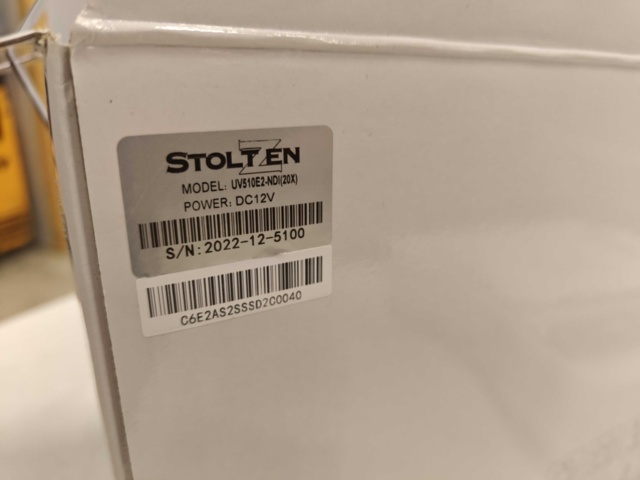 STOLTZEN
MODEL: UV510E2-NDI(20X)
POWER: DC12V
S/N: 2022-12-5100
C6E2AS2SSSD2C0040